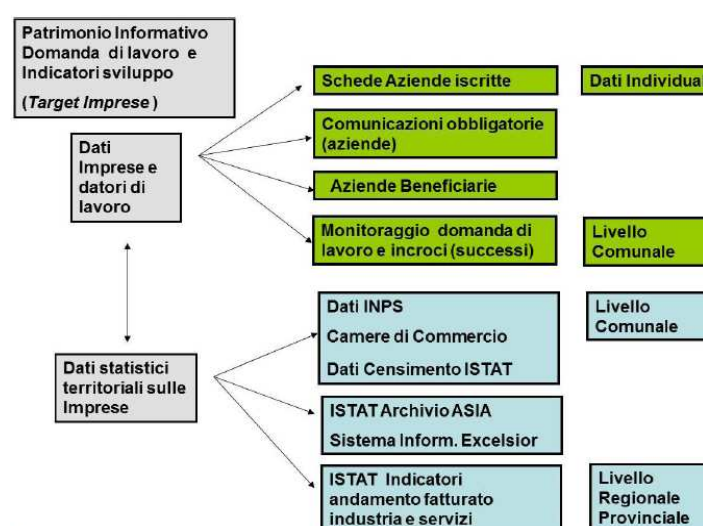 Patrimonio Informativo
Domanda di lavoro e
Indicatori sviluppo
(Target Imprese)
Schede Aziende iscritte
Dati Individual
Comunicazioni obbligatorie
(aziende)
Dati
Imprese e
datori di
lavoro
Aziende Beneficiarie
Monitoraggio domanda di
lavoro e incroci (successi)
Livello
Comunale
Dati INPS
Camere di Commercio
Dati Censimento ISTAT
Livello
Comunale
Dati statistici
territoriali sulle
Imprese
ISTAT Archivio ASIA
Sistema Inform. Excelsior
ISTAT Indicatori
andamento fatturato
industria e servizi
Livello
Regionale
Provinciale